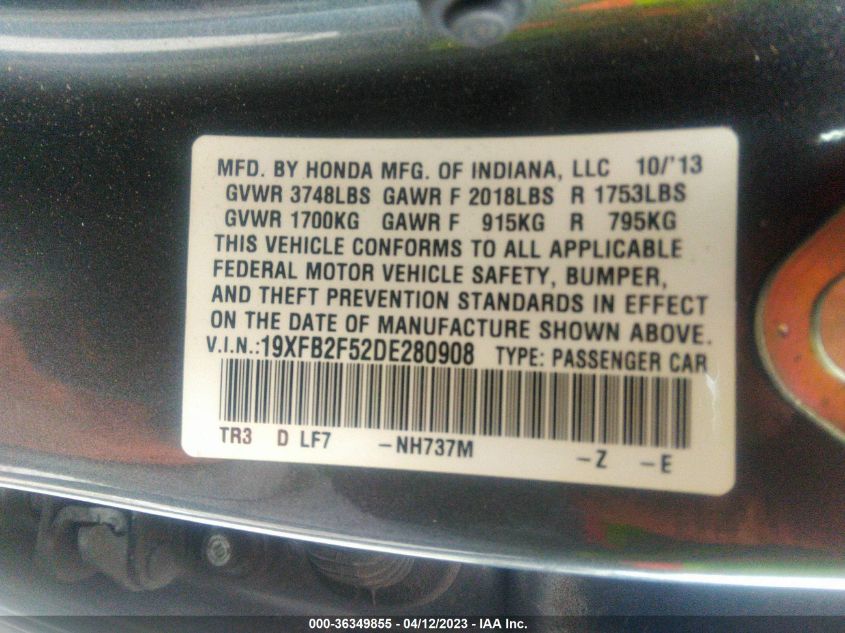 MFD. BY HONDA MFG. OF INDIANA, LLC 10/'13
GVWR 3748LBS GAWR F 2018LBS R 1753LBS
GVWR 1700KG GAWR F 915KG R 795KG
THIS VEHICLE CONFORMS TO ALL APPLICABLE
FEDERAL MOTOR VEHICLE SAFETY, BUMPER,
AND THEFT PREVENTION STANDARDS IN EFFECT
ON THE DATE OF MANUFACTURE SHOWN ABOVE.
V.I.N.:19XFB2F52DE280908 TYPE: PASSENGER CAR
TR3 D LF7 -NH737M -Z -E
000-36349855 - 04/12/2023 - IAA Inc.